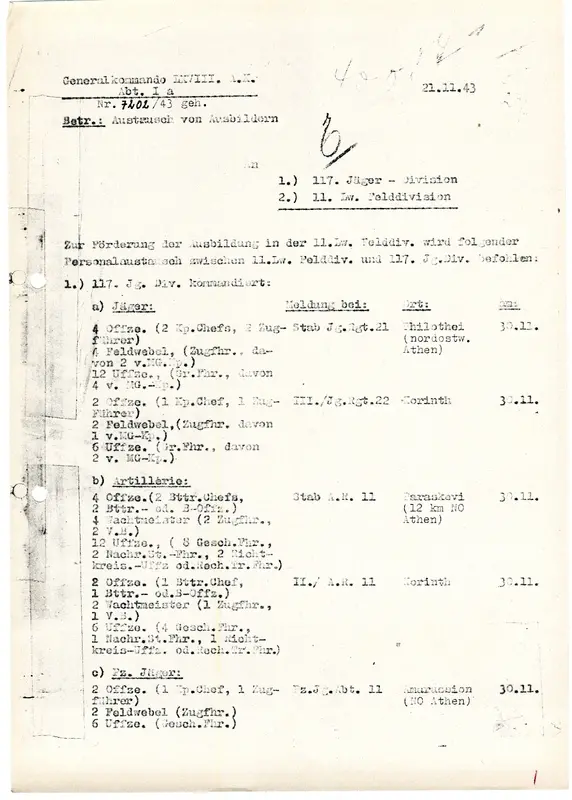 Generalkommando LXVIII. A.K.
Abt. I a
Nr. 7202/43 geh.
21.11.43
Betr.: Austausch von Ausbildern
An
1.) 117. Jäger - Division
2.) 11. Lw. Felddivision
Zur Förderung der Ausbildung in der 11.Lw. Felddiv. wird folgender
Personalaustausch zwischen 11.Lw. Felddiv. und 117. Jg.Div. befohlen:
1.) 117. Jg. Div. kommandiert:
a) Jäger: Meldung bei: Ort: Am:
4 Offze. (2 Kp.Chefs, 2 Zug- Stab Jg.Rgt.21 Philothei 30.11.
führer) (nordostw.
4 Feldwebel, (Zugfhr., da- Athen)
von 2 v.MG.Kp.)
12 Uffze., (Gr.Fhr., davon
4 v. MG.-Kp.)
2 Offze. (1 Kp.Chef, 1 Zug- III./Jg.Rgt.22 Korinth 30.11.
führer)
2 Feldwebel,(Zugfhr. davon
1 v.MG-Kp.)
6 Uffze. (Gr.Fhr., davon
2 v. MG-Kp.)
b) Artillerie:
4 Offze.(2 Bttr.Chefs, Stab A.R. 11 Paraskevi 30.11.
2 Bttr.- od. B-Offz.) (12 km NO
4 Wachtmeister (2 Zugfhr., Athen)
2 V.B.)
12 Uffze., ( 8 Gesch.Fhr.,
2 Nachr.St.-Fhr., 2 Richt-
kreis.-Uffz od.Rech.Tr.Fhr.)
2 Offze. (1 Bttr.Chef, II./ A.R. 11 Korinth 30.11.
1 Bttr.- od.B-Offz.)
2 Wachtmeister (1 Zugfhr.,
1 V.B.)
6 Uffze. (4 Gesch.Fhr.,
1 Nachr.St.Fhr., 1 Richt-
kreis-Uffz. od.Rech.Tr.Fhr.)
c) Pz. Jäger:
2 Offze. (1 Kp.Chef, 1 Zug- Pz.Jg.Abt. 11 Amarussion 30.11.
führer) (NO Athen)
2 Feldwebel (Zugfhr.)
6 Uffze. (Gesch.Fhr.)
1